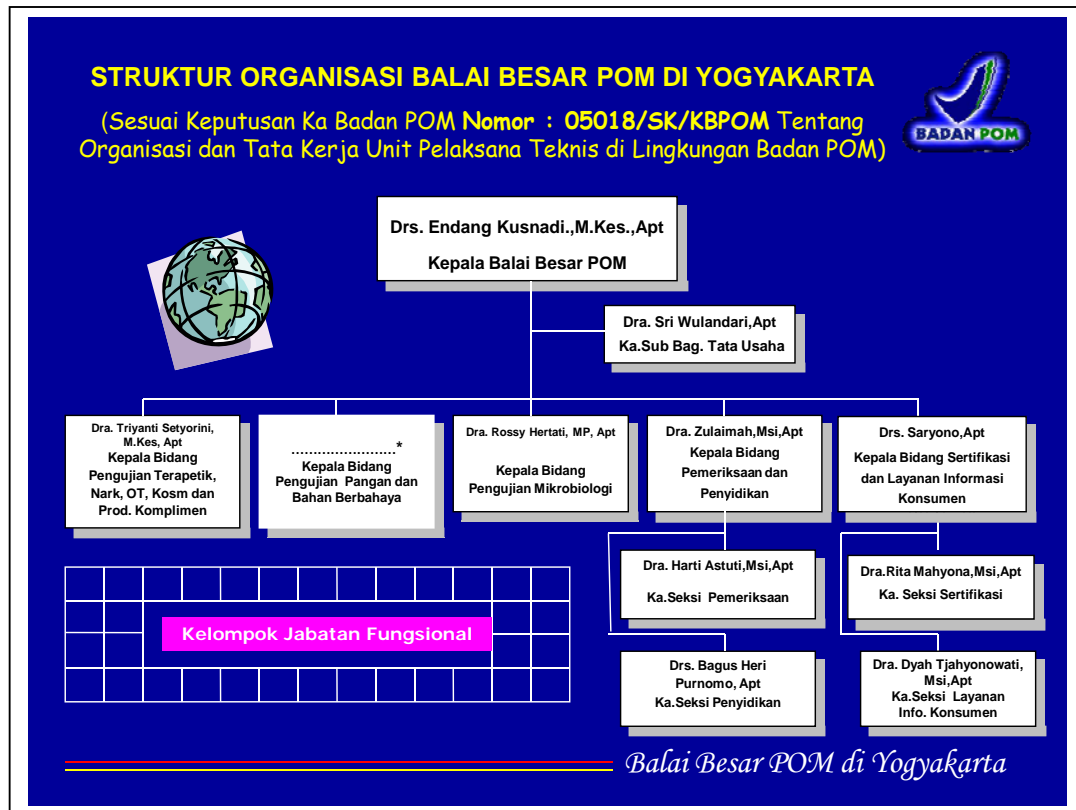 STRUKTUR ORGANISASI BALAI BESAR POM DI YOGYAKARTA
(Sesuai Keputusan Ka Badan POM Nomor : 05018/SK/KBPOM Tentang
Organisasi dan Tata Kerja Unit Pelaksana Teknis di Lingkungan Badan POM)
BADAN POM
Drs. Endang Kusnadi.,M.Kes.,Apt
Kepala Balai Besar POM
Dra. Sri Wulandari,Apt
Ka.Sub Bag. Tata Usaha
Dra. Triyanti Setyorini,
M.Kes, Apt
Kepala Bidang
Pengujian Terapetik,
Nark, OT, Kosm dan
Prod. Komplimen
.........................*
Kepala Bidang
Pengujian Pangan dan
Bahan Berbahaya
Dra. Rossy Hertati, MP, Apt
Kepala Bidang
Pengujian Mikrobiologi
Dra. Zulaimah,Msi,Apt
Kepala Bidang
Pemeriksaan dan
Penyidikan
Drs. Saryono,Apt
Kepala Bidang Sertifikasi
dan Layanan Informasi
Konsumen
Dra. Harti Astuti,Msi,Apt
Ka.Seksi Pemeriksaan
Dra.Rita Mahyona,Msi,Apt
Ka. Seksi Sertifikasi
Kelompok Jabatan Fungsional
Drs. Bagus Heri
Purnomo, Apt
Ka.Seksi Penyidikan
Dra. Dyah Tjahyonowati,
Msi,Apt
Ka.Seksi Layanan
Info. Konsumen
Balai Besar POM di Yogyakarta